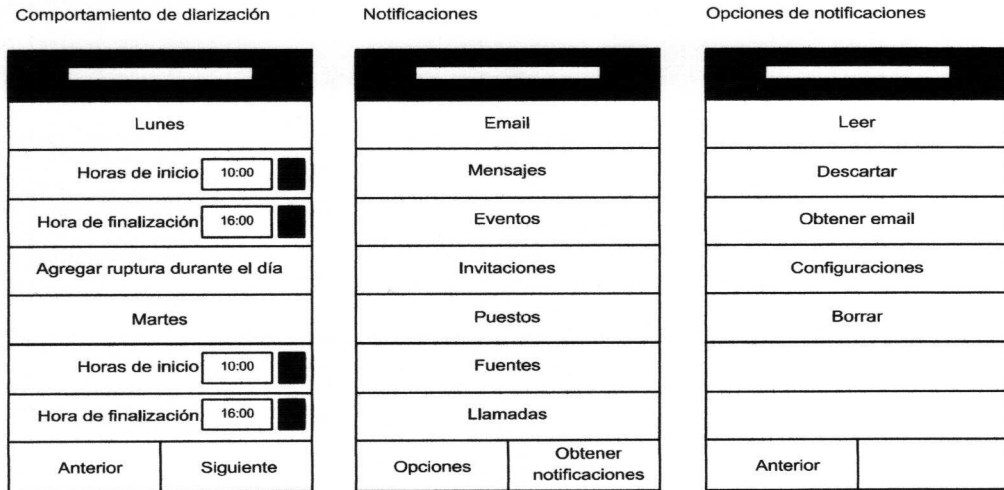 Comportamiento de diarización
Lunes
Horas de inicio 10:00
Hora de finalización 16:00
Agregar ruptura durante el día
Martes
Horas de inicio 10:00
Hora de finalización 16:00
Anterior Siguiente
Notificaciones
Email
Mensajes
Eventos
Invitaciones
Puestos
Fuentes
Llamadas
Opciones Obtener
notificaciones
Opciones de notificaciones
Leer
Descartar
Obtener email
Configuraciones
Borrar
Anterior